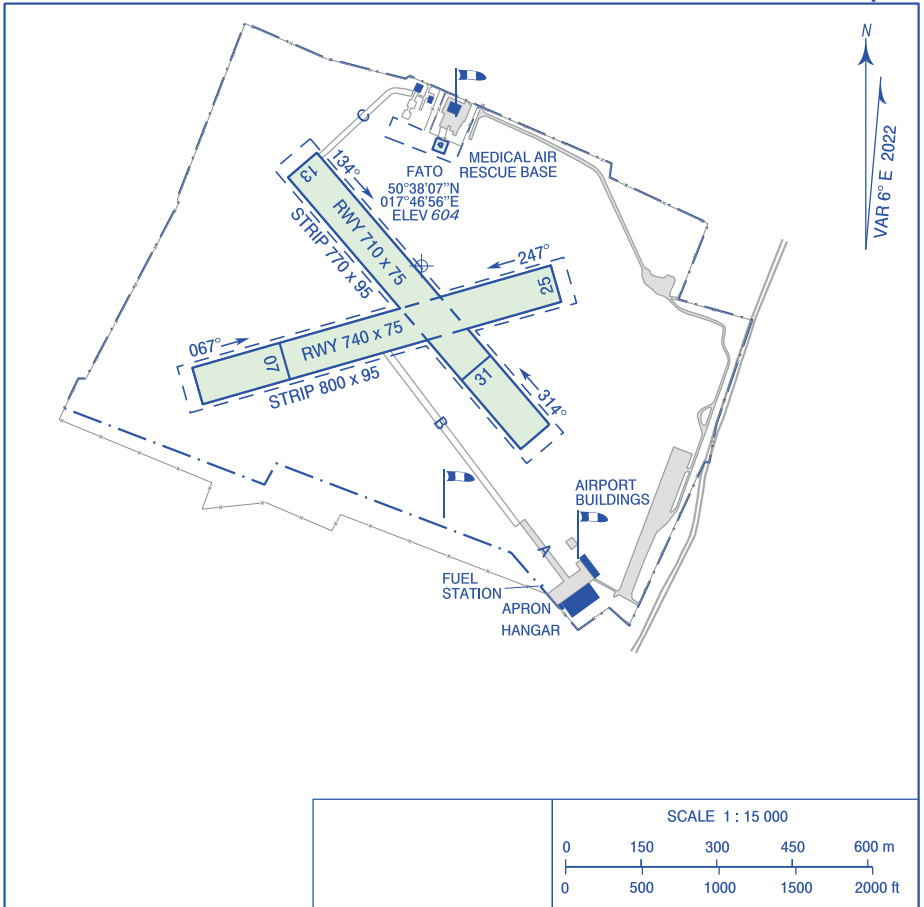 N
VAR 6° E 2022
C
MEDICAL AIR
RESCUE BASE
FATO
50°38'07"N
017°46'56"E
ELEV 604
13
134°
RWY 710 x 75
STRIP 770 x 95
247°
25
067°
07
RWY 740 x 75
STRIP 800 x 95
31
314°
B
AIRPORT
BUILDINGS
A
FUEL
STATION
APRON
HANGAR
SCALE 1 : 15 000
0 150 300 450 600 m
0 500 1000 1500 2000 ft